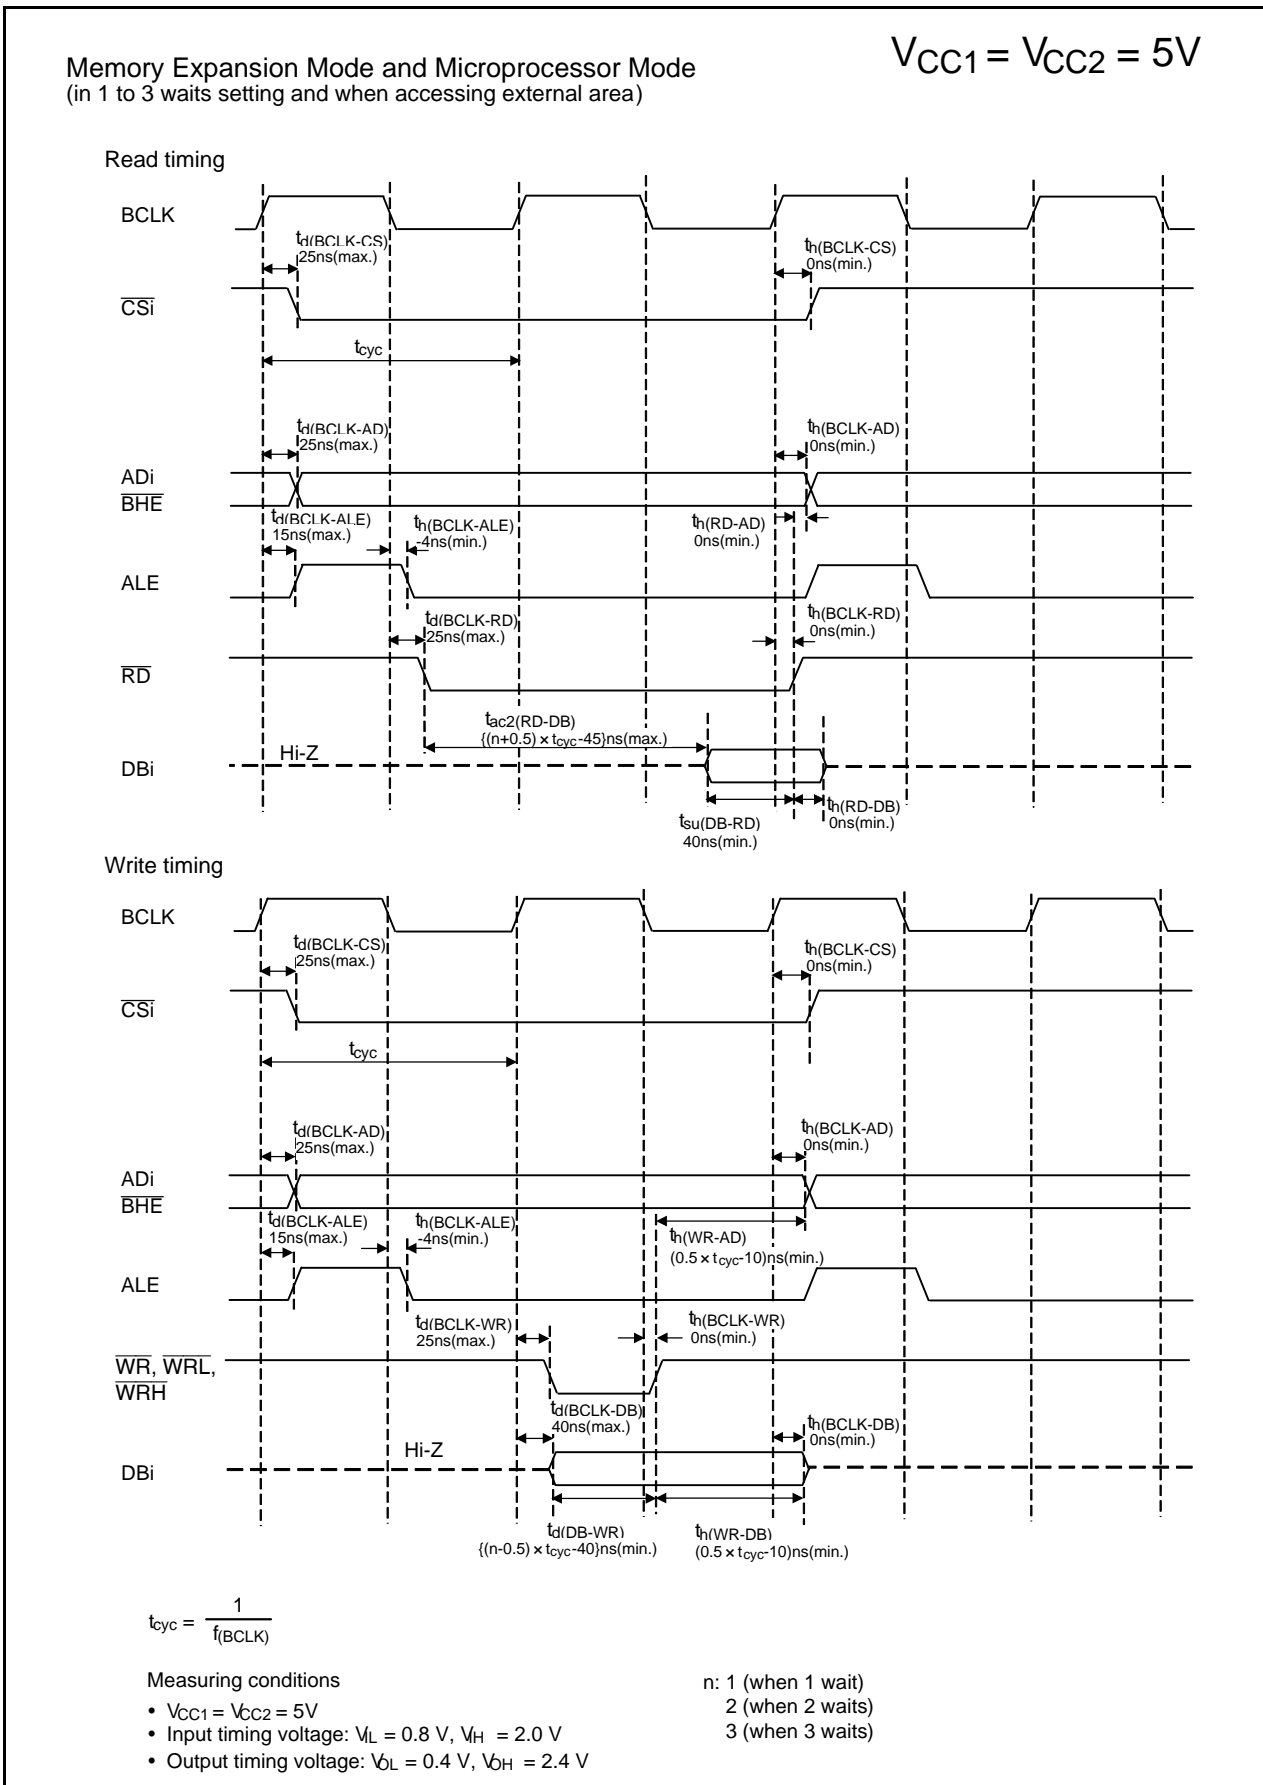 VCC1 = VCC2 = 5V
Memory Expansion Mode and Microprocessor Mode
(in 1 to 3 waits setting and when accessing external area)
Read timing
BCLK
td(BCLK-CS)
25ns(max.)
th(BCLK-CS)
0ns(min.)
CSi
tcyc
td(BCLK-AD)
25ns(max.)
th(BCLK-AD)
0ns(min.)
ADi
BHE
td(BCLK-ALE)
15ns(max.)
th(BCLK-ALE)
-4ns(min.)
th(RD-AD)
0ns(min.)
ALE
td(BCLK-RD)
25ns(max.)
th(BCLK-RD)
0ns(min.)
RD
tac2(RD-DB)
{(n+0.5) × tcyc-45}ns(max.)
Hi-Z
DBi
tsu(DB-RD)
40ns(min.)
th(RD-DB)
0ns(min.)
Write timing
BCLK
td(BCLK-CS)
25ns(max.)
th(BCLK-CS)
0ns(min.)
CSi
tcyc
td(BCLK-AD)
25ns(max.)
th(BCLK-AD)
0ns(min.)
ADi
BHE
td(BCLK-ALE)
15ns(max.)
th(BCLK-ALE)
-4ns(min.)
th(WR-AD)
(0.5 × tcyc-10)ns(min.)
ALE
td(BCLK-WR)
25ns(max.)
th(BCLK-WR)
0ns(min.)
WR, WRL,
WRH
td(BCLK-DB)
40ns(max.)
th(BCLK-DB)
0ns(min.)
Hi-Z
DBi
td(DB-WR)
{(n-0.5) × tcyc-40}ns(min.)
th(WR-DB)
(0.5 × tcyc-10)ns(min.)
tcyc = 1
f(BCLK)
Measuring conditions
• VCC1 = VCC2 = 5V
• Input timing voltage: VIL = 0.8 V, VIH = 2.0 V
• Output timing voltage: VOL = 0.4 V, VOH = 2.4 V
n: 1 (when 1 wait)
2 (when 2 waits)
3 (when 3 waits)